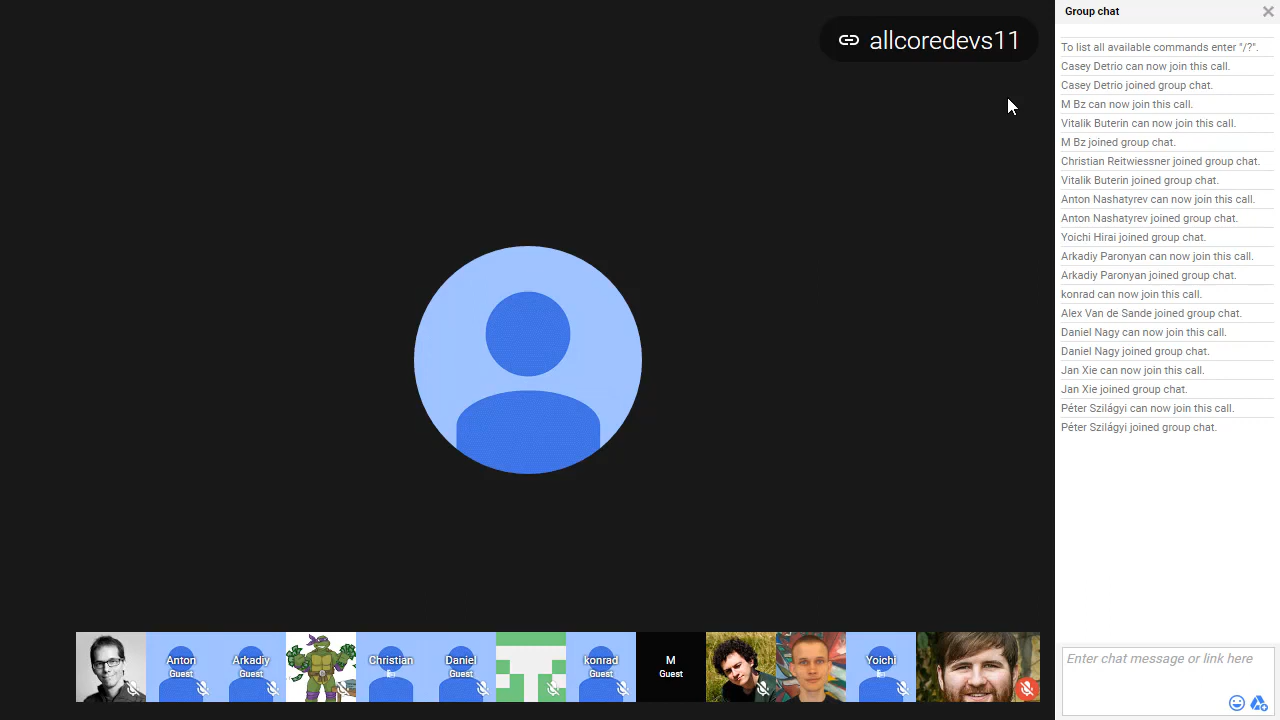 allcoredevs11
Group chat
To list all available commands enter "/?".
Casey Detrio can now join this call.
Casey Detrio joined group chat.
M Bz can now join this call.
Vitalik Buterin can now join this call.
M Bz joined group chat.
Christian Reitwiessner joined group chat.
Vitalik Buterin joined group chat.
Anton Nashatyrev can now join this call.
Anton Nashatyrev joined group chat.
Yoichi Hirai joined group chat.
Arkadiy Paronyan can now join this call.
Arkadiy Paronyan joined group chat.
konrad can now join this call.
Alex Van de Sande joined group chat.
Daniel Nagy can now join this call.
Daniel Nagy joined group chat.
Jan Xie can now join this call.
Jan Xie joined group chat.
Péter Szilágyi can now join this call.
Péter Szilágyi joined group chat.
Enter chat message or link here
Anton
Guest
Arkadiy
Guest
Christian
Daniel
Guest
konrad
Guest
M
Guest
Yoichi